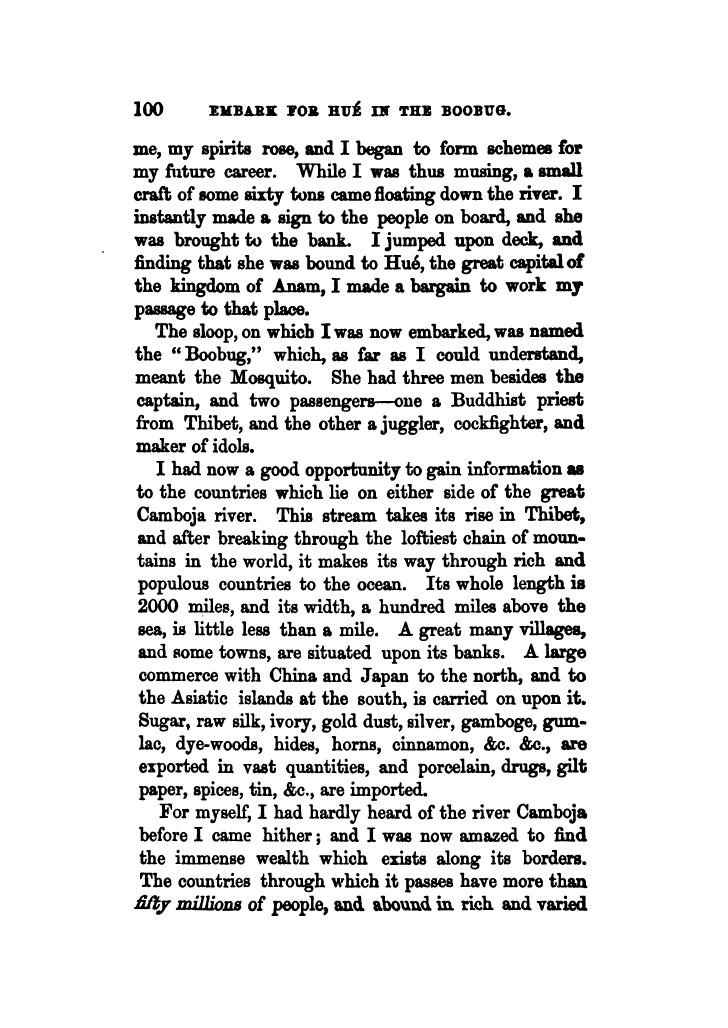 100 EMBARK FOR HUÉ IN THE BOOBUG.
me, my spirits rose, and I began to form schemes for
my future career. While I was thus musing, a small
craft of some sixty tons came floating down the river. I
instantly made a sign to the people on board, and she
was brought to the bank. I jumped upon deck, and
finding that she was bound to Hué, the great capital of
the kingdom of Anam, I made a bargain to work my
passage to that place.
The sloop, on which I was now embarked, was named
the "Boobug," which, as far as I could understand,
meant the Mosquito. She had three men besides the
captain, and two passengers—one a Buddhist priest
from Thibet, and the other a juggler, cockfighter, and
maker of idols.
I had now a good opportunity to gain information as
to the countries which lie on either side of the great
Camboja river. This stream takes its rise in Thibet,
and after breaking through the loftiest chain of moun-
tains in the world, it makes its way through rich and
populous countries to the ocean. Its whole length is
2000 miles, and its width, a hundred miles above the
sea, is little less than a mile. A great many villages,
and some towns, are situated upon its banks. A large
commerce with China and Japan to the north, and to
the Asiatic islands at the south, is carried on upon it.
Sugar, raw silk, ivory, gold dust, silver, gamboge, gum-
lac, dye-woods, hides, horns, cinnamon, &c. &c., are
exported in vast quantities, and porcelain, drugs, gilt
paper, spices, tin, &c., are imported.
For myself, I had hardly heard of the river Camboja
before I came hither; and I was now amazed to find
the immense wealth which exists along its borders.
The countries through which it passes have more than
fifty millions of people, and abound in rich and varied